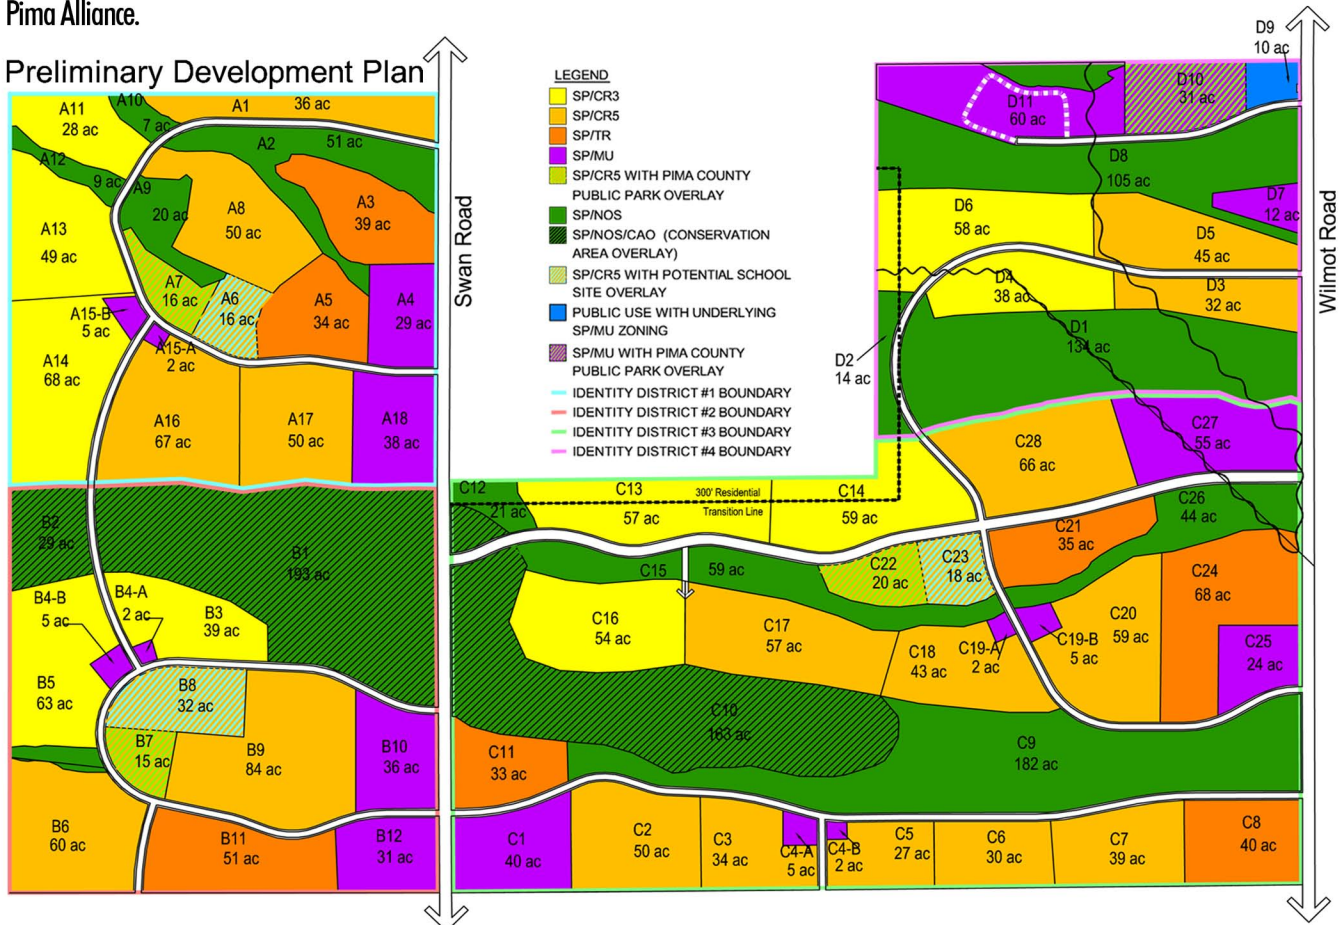 Pima Alliance.
Preliminary Development Plan
LEGEND
SP/CR3
SP/CR5
SP/TR
SP/MU
SP/CR5 WITH PIMA COUNTY
PUBLIC PARK OVERLAY
SP/NOS
SP/NOS/CAO (CONSERVATION
AREA OVERLAY)
SP/CR5 WITH POTENTIAL SCHOOL
SITE OVERLAY
PUBLIC USE WITH UNDERLYING
SP/MU ZONING
SP/MU WITH PIMA COUNTY
PUBLIC PARK OVERLAY
IDENTITY DISTRICT #1 BOUNDARY
IDENTITY DISTRICT #2 BOUNDARY
IDENTITY DISTRICT #3 BOUNDARY
IDENTITY DISTRICT #4 BOUNDARY
Swan Road
Wilmot Road
A11
28 ac
A10
7 ac
A1
36 ac
A2
51 ac
A12
9 ac
A9
20 ac
A8
50 ac
A3
39 ac
A13
49 ac
A7
16 ac
A6
16 ac
A5
34 ac
A4
29 ac
A15-B
5 ac
A15-A
2 ac
A14
68 ac
A16
67 ac
A17
50 ac
A18
38 ac
B2
29 ac
B1
193 ac
B4-B
5 ac
B4-A
2 ac
B3
39 ac
B5
63 ac
B8
32 ac
B7
15 ac
B9
84 ac
B10
36 ac
B6
60 ac
B11
51 ac
B12
31 ac
D9
10 ac
D10
31 ac
D11
60 ac
D8
105 ac
D7
12 ac
D6
58 ac
D5
45 ac
D4
38 ac
D3
32 ac
D1
134 ac
D2
14 ac
C27
55 ac
C28
66 ac
C12
21 ac
C13
57 ac
300' Residential
Transition Line
C14
59 ac
C26
44 ac
C21
35 ac
C15
59 ac
C22
20 ac
C23
18 ac
C24
68 ac
C16
54 ac
C17
57 ac
C18
43 ac
C19-A
2 ac
C19-B
5 ac
C20
59 ac
C25
24 ac
C10
163 ac
C11
33 ac
C9
182 ac
C1
40 ac
C2
50 ac
C3
34 ac
C4-A
5 ac
C4-B
2 ac
C5
27 ac
C6
30 ac
C7
39 ac
C8
40 ac